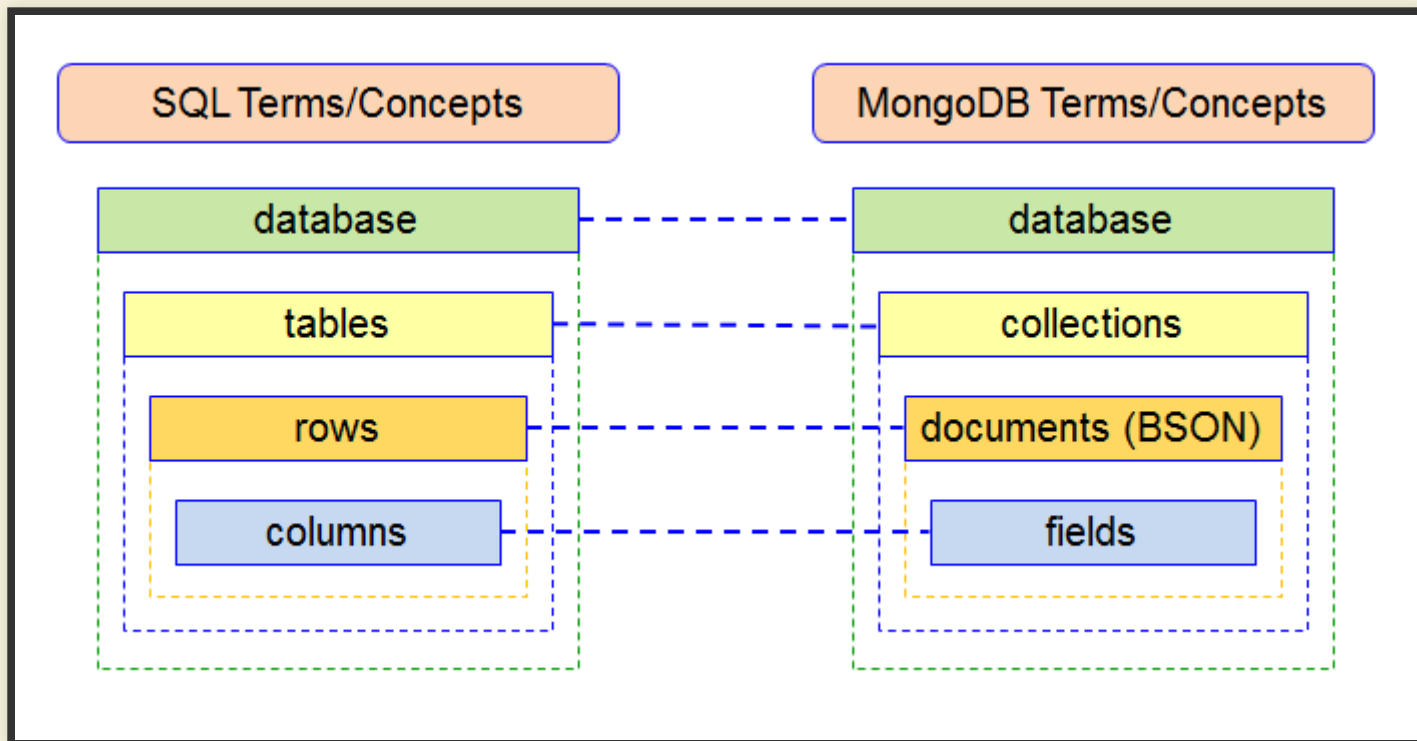 SQL Terms/Concepts
MongoDB Terms/Concepts
database
database
tables
collections
rows
documents (BSON)
columns
fields